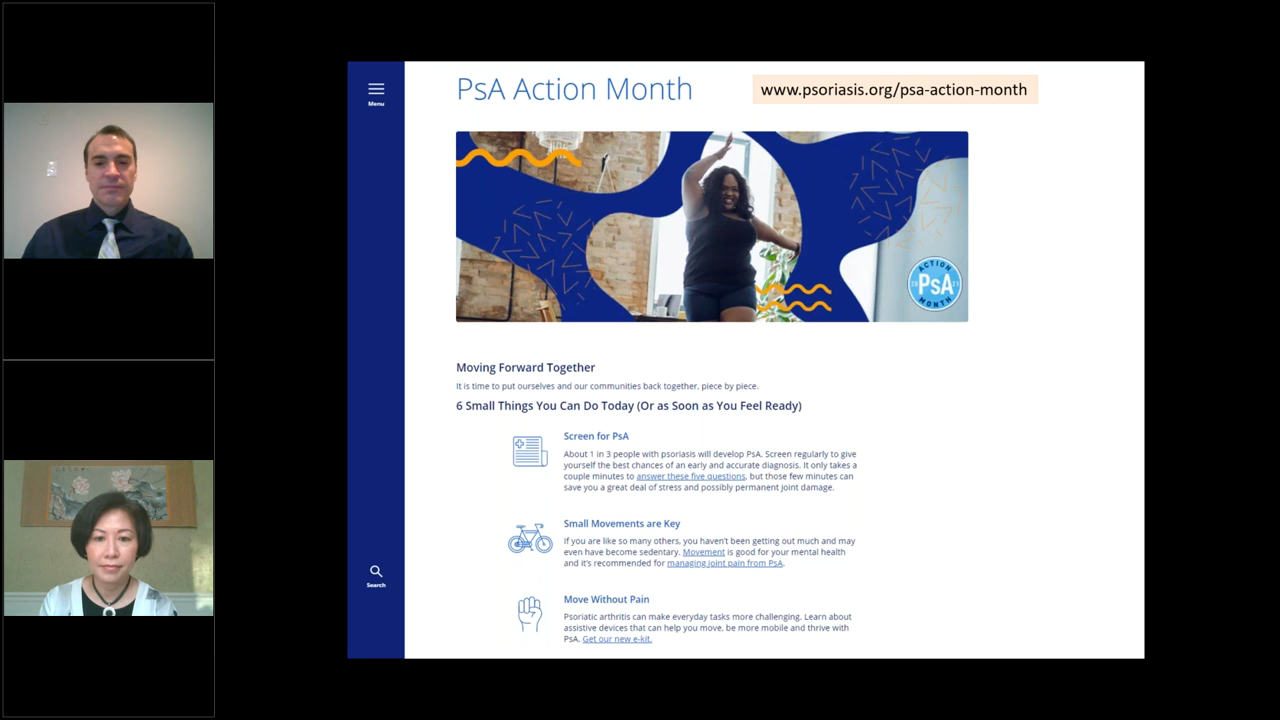 PsA Action Month
www.psoriasis.org/psa-action-month
Menu
ACTION
PsA
MONTH
Moving Forward Together
It is time to put ourselves and our communities back together, piece by piece.
6 Small Things You Can Do Today (Or as Soon as You Feel Ready)
Screen for PsA
About 1 in 3 people with psoriasis will develop PsA. Screen regularly to give
yourself the best chances of an early and accurate diagnosis. It only takes a
couple minutes to answer these five questions, but those few minutes can
save you a great deal of stress and possibly permanent joint damage.
Small Movements are Key
If you are like so many others, you haven't been getting out much and may
even have become sedentary. Movement is good for your mental health
and it's recommended for managing joint pain from PsA.
Search
Move Without Pain
Psoriatic arthritis can make everyday tasks more challenging. Learn about
assistive devices that can help you move, be more mobile and thrive with
PsA. Get our new e-kit.